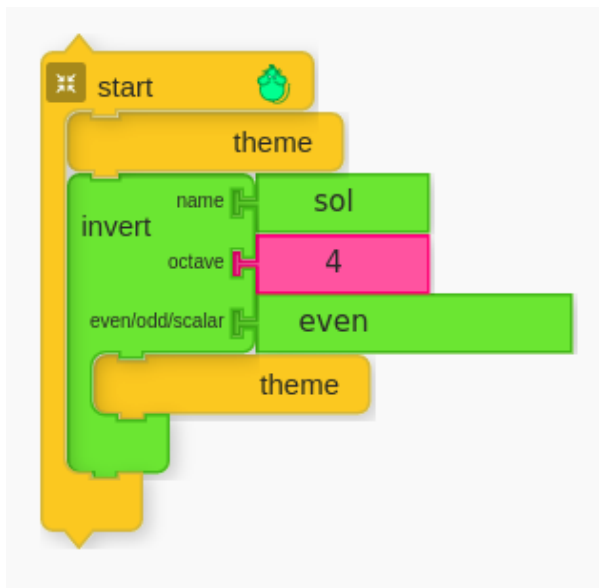 start
theme
name sol
invert
octave 4
even/odd/scalar even
theme